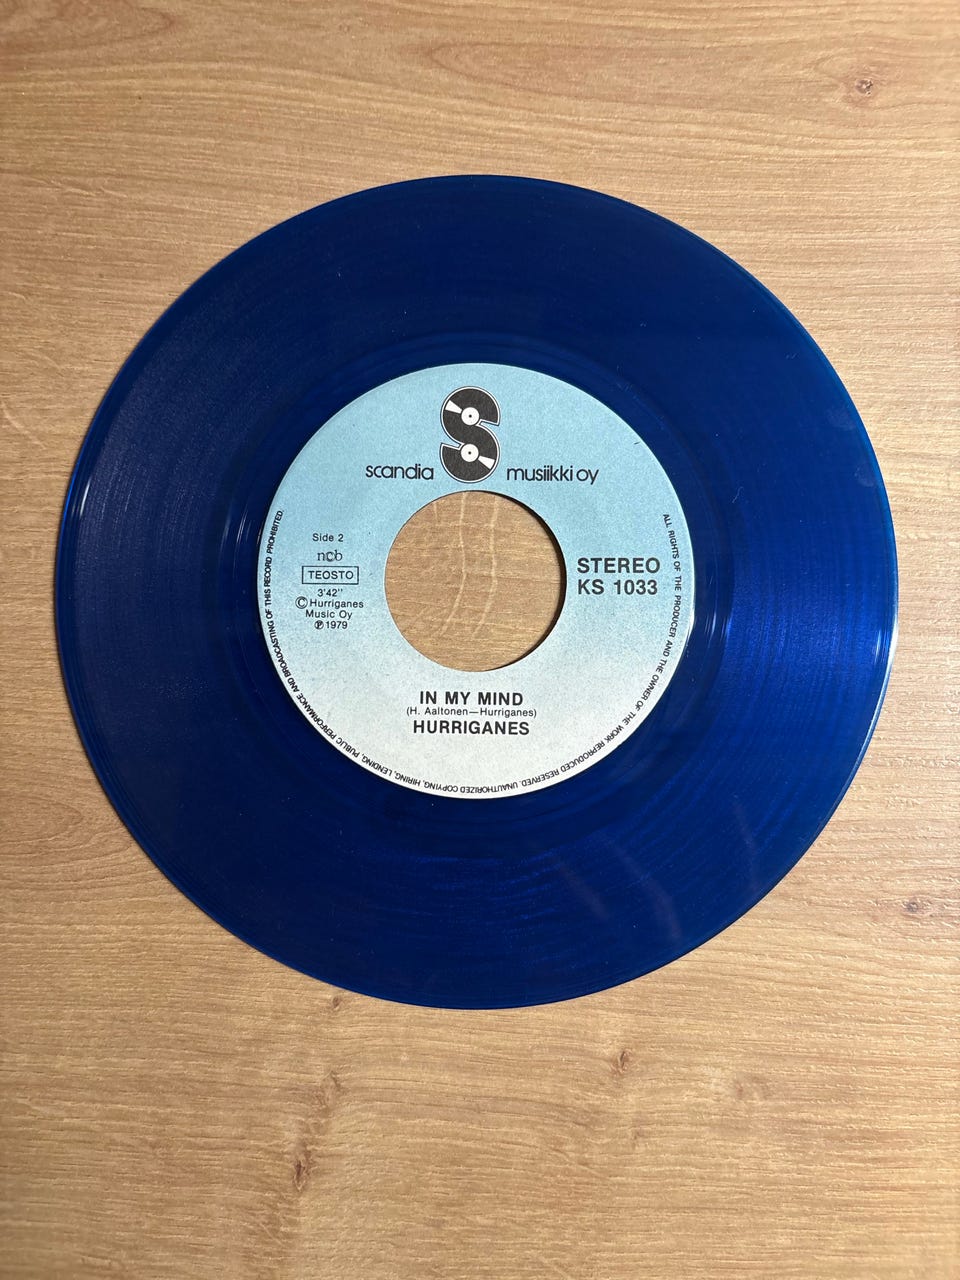 scandia musiikki oy
Side 2
ncb
TEOSTO
3'42"
© Hurriganes
Music Oy
℗ 1979
STEREO
KS 1033
IN MY MIND
(H. Aaltonen—Hurriganes)
HURRIGANES
ALL RIGHTS OF THE PRODUCER AND THE OWNER OF THE WORK REPRODUCED RESERVED. UNAUTHORIZED COPYING, HIRING, LENDING, PUBLIC PERFORMANCE AND BROADCASTING OF THIS RECORD PROHIBITED.